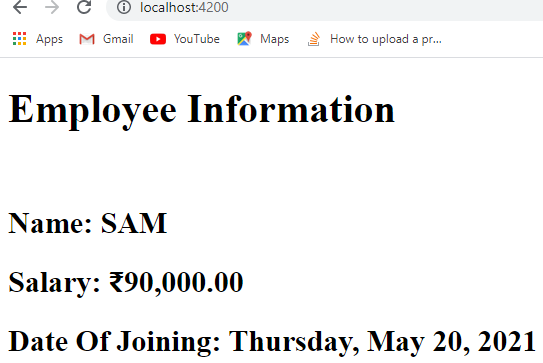 localhost:4200
Apps Gmail YouTube Maps How to upload a pr...
Employee Information
Name: SAM
Salary: ₹90,000.00
Date Of Joining: Thursday, May 20, 2021